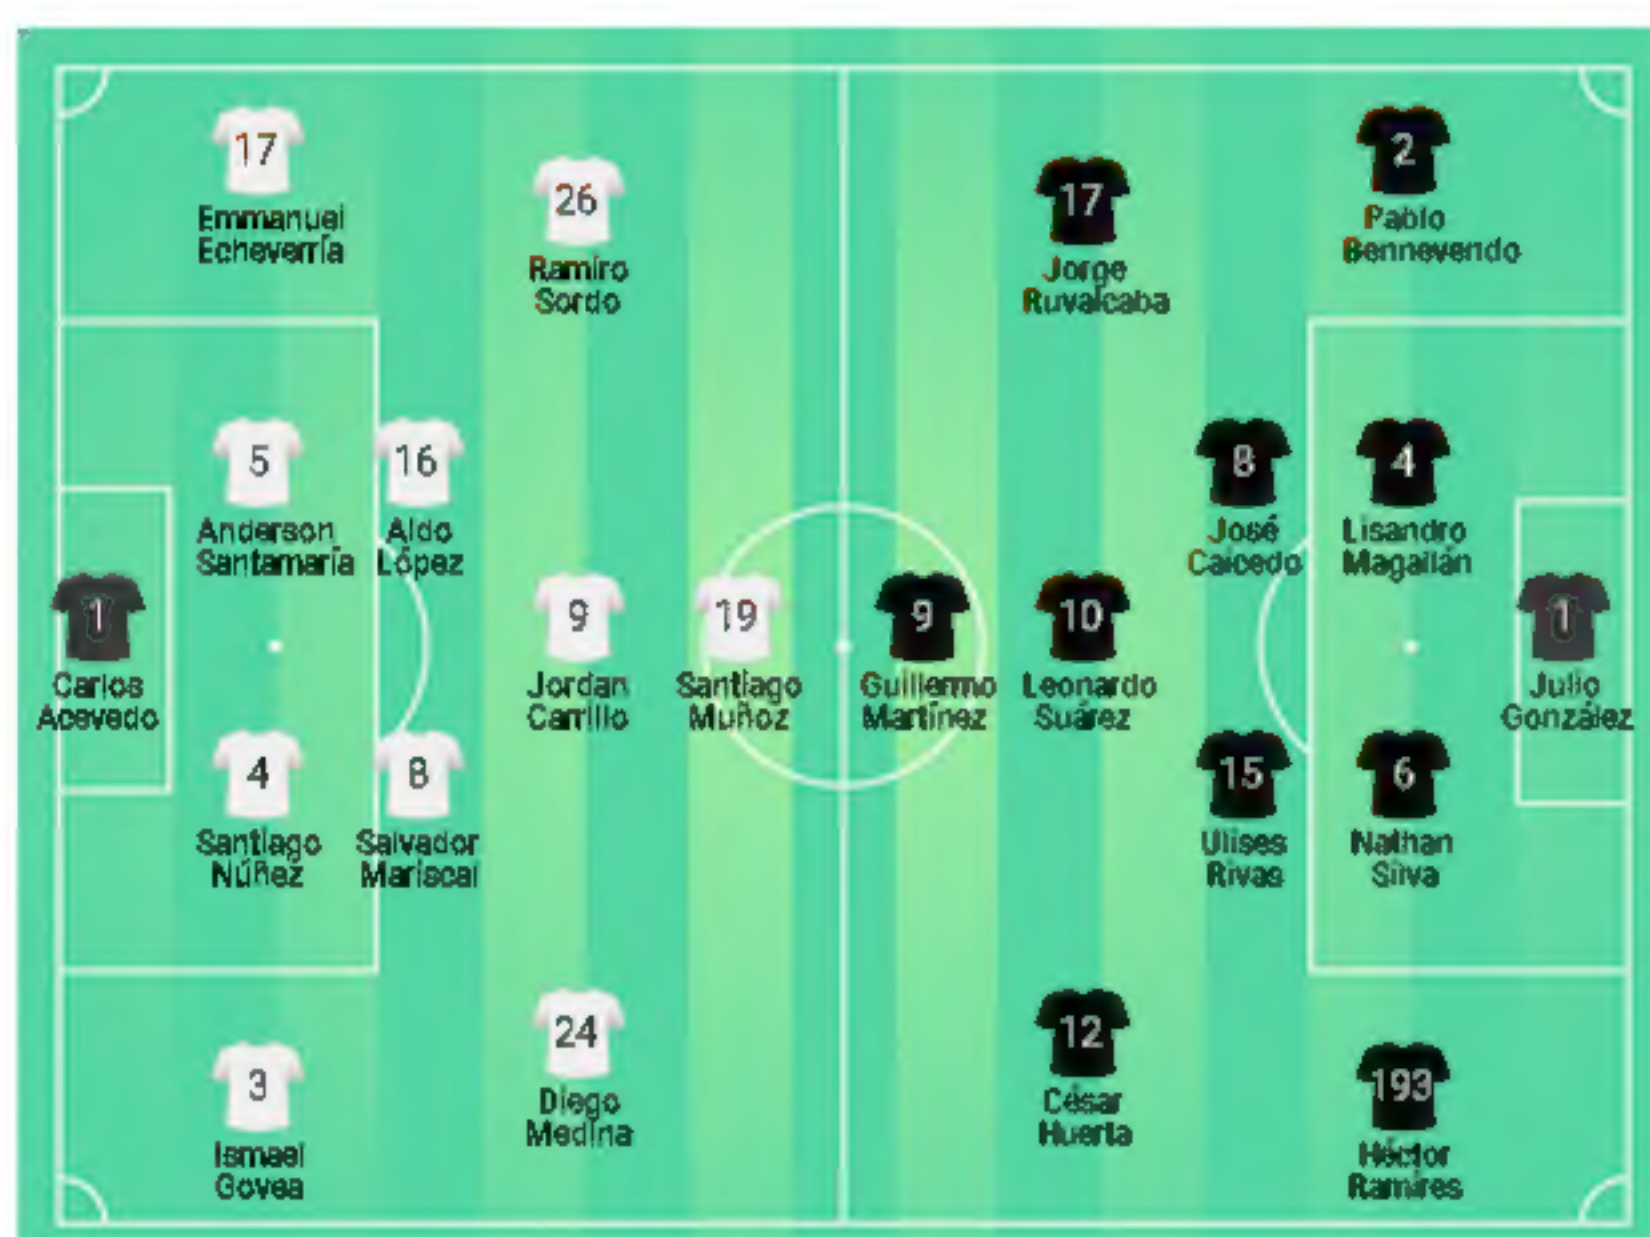 17
Emmanuel
Echeverría
26
Ramiro
Sordo
17
Jorge
Ruvalcaba
2
Pablo
Bennevendo
5
Anderson
Santamaría
16
Aldo
López
8
José
Caicedo
4
Lisandro
Magallán
1
Carlos
Acevedo
9
Jordan
Carrillo
19
Santiago
Muñoz
9
Guillermo
Martínez
10
Leonardo
Suárez
1
Julio
González
4
Santiago
Núñez
8
Salvador
Mariscal
15
Ulises
Rivas
6
Nathan
Silva
3
Ismael
Govea
24
Diego
Medina
12
César
Huerta
193
Héctor
Ramires